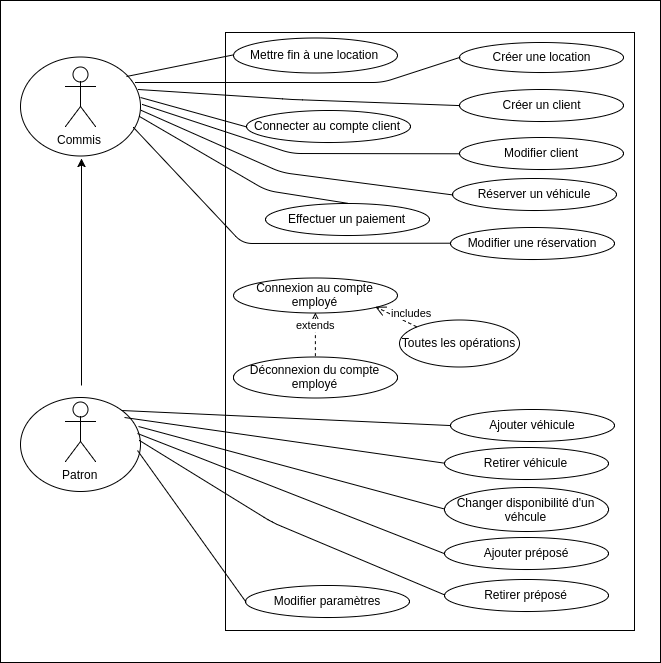 Mettre fin à une location
Créer une location
Créer un client
Commis
Connecter au compte client
Modifier client
Réserver un véhicule
Effectuer un paiement
Modifier une réservation
Connexion au compte
employé
includes
extends
Toutes les opérations
Déconnexion du compte
employé
Ajouter véhicule
Retirer véhicule
Patron
Changer disponibilité d'un
véhcule
Ajouter préposé
Retirer préposé
Modifier paramètres